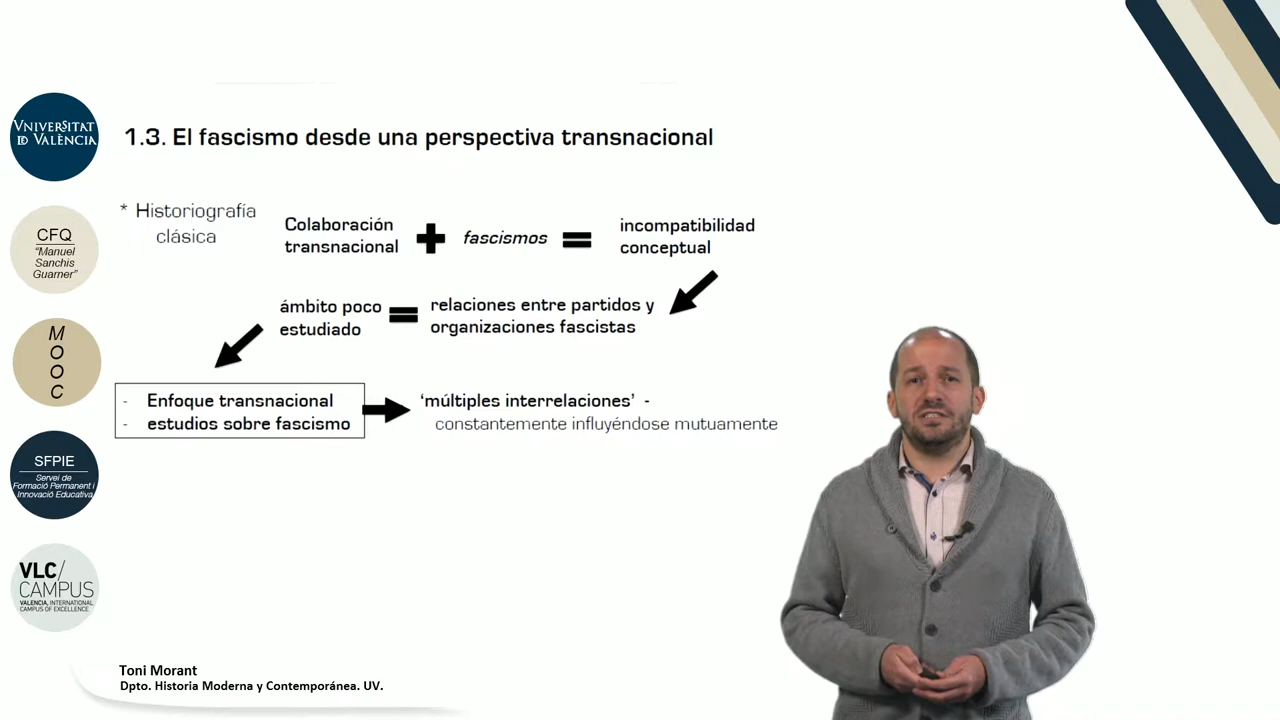 VNIVERSITAT
ID VALÈNCIA
CFQ
"Manuel
Sanchis
Guarner"
M
O
O
C
SFPIE
Servei de
Formació Permanent i
Innovació Educativa
VLC/
CAMPUS
VALENCIA, INTERNATIONAL
CAMPUS OF EXCELLENCE
1.3. El fascismo desde una perspectiva transnacional
* Historiografía
clásica
Colaboración
transnacional
+
fascismos
=
incompatibilidad
conceptual
relaciones entre partidos y
organizaciones fascistas
=
ámbito poco
estudiado
- Enfoque transnacional
- estudios sobre fascismo
‘múltiples interrelaciones’ -
constantemente influyéndose mutuamente
Toni Morant
Dpto. Historia Moderna y Contemporánea. UV.